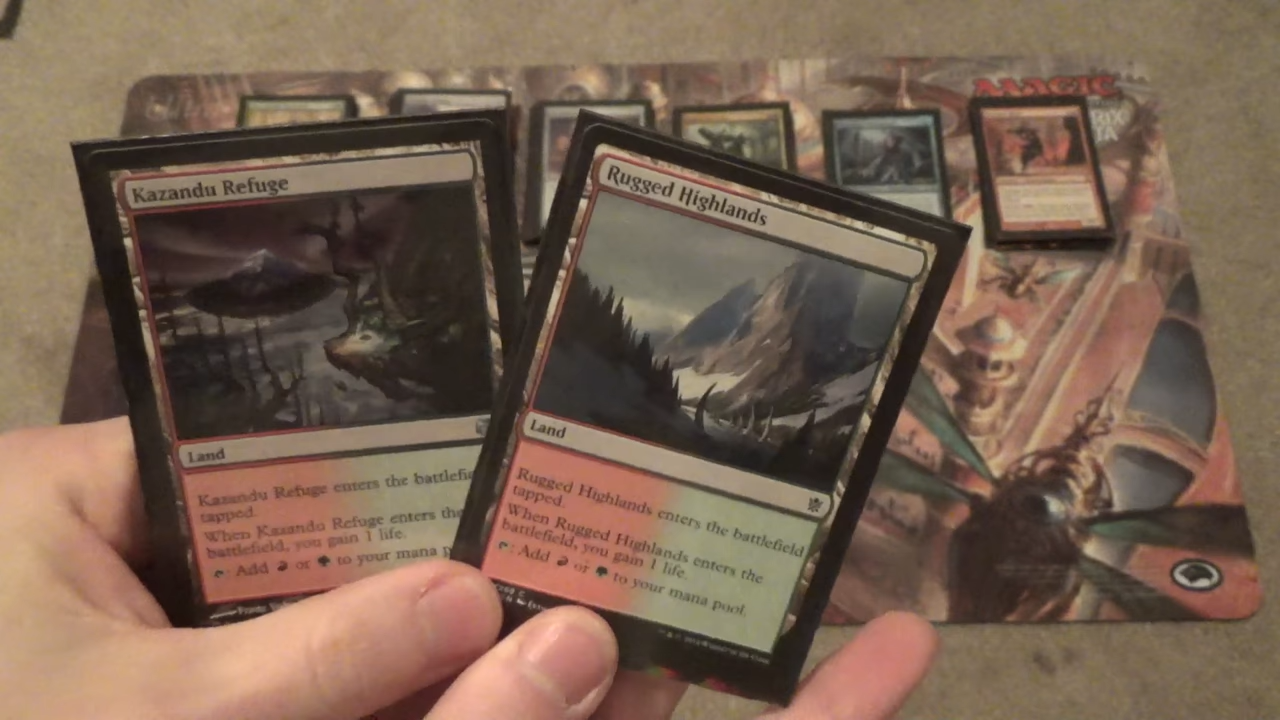 MAGIC
Kazandu Refuge
Land
Kazandu Refuge enters the
tapped.
When Kazandu Refuge enters the
battlefield, you gain 1 life.
: Add or to your mana
Rugged Highlands
Land
Rugged Highlands enters the battlefield
tapped.
When Rugged Highlands enters the
battlefield, you gain 1 life.
: Add or to your mana pool.